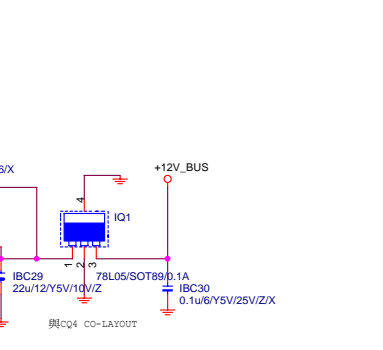 6/X
+12V_BUS
4
IQ1
1
2
3
78L05/SOT89/0.1A
IBC29
22u/12/Y5V/10V/Z
IBC30
0.1u/6/Y5V/25V/Z/X
與CQ4 CO-LAYOUT